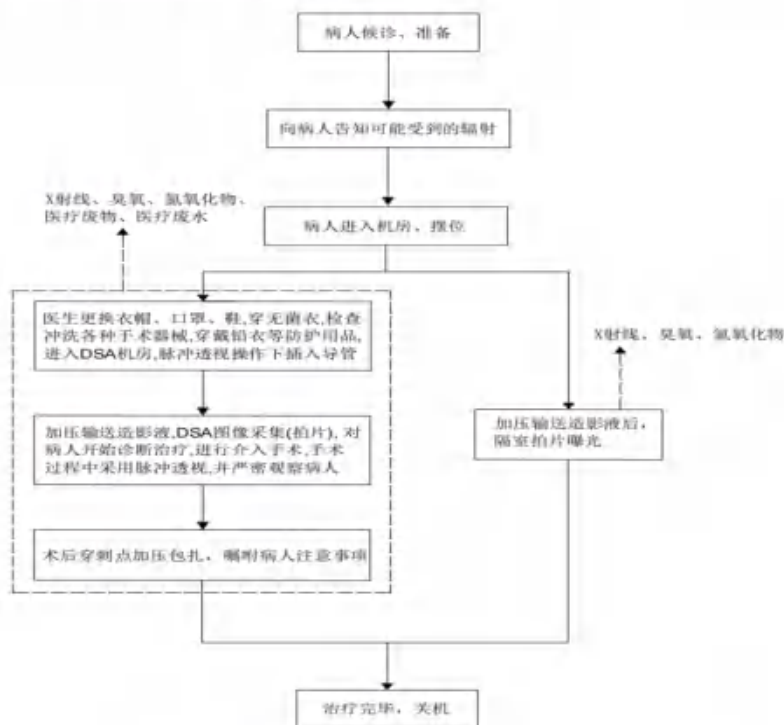 病人候诊、准备
向病人告知可能受到的辐射
X射线、臭氧、氮氧化物、
医疗废物、医疗废水
病人进入机房、摆位
医生更换衣帽、口罩、鞋,穿无菌衣,检查
冲洗各种手术器械,穿戴铅衣等防护用品,
进入DSA机房,脉冲透视操作下插入导管
X射线、臭氧、氮氧化物
加压输送造影液,DSA图像采集(拍片),对
病人开始诊断治疗,进行介入手术,手术
过程中采用脉冲透视,并严密观察病人
加压输送造影液后,
隔室拍片曝光
术后穿刺点加压包扎,嘱咐病人注意事项
治疗完毕,关机